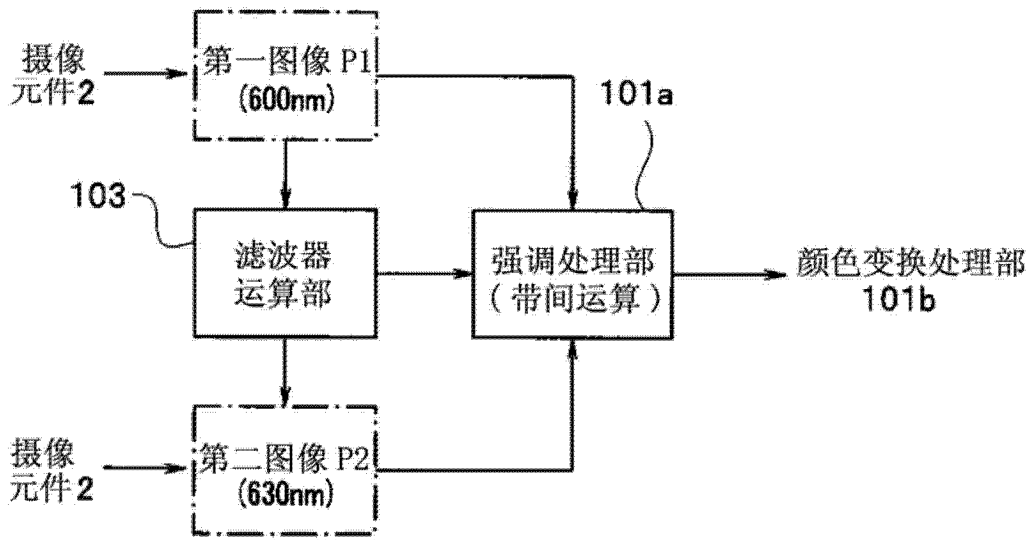 摄像
元件2
第一图像 P1
(600nm)
101a
103
滤波器
运算部
强调处理部
(带间运算)
颜色变换处理部
101b
摄像
元件2
第二图像 P2
(630nm)